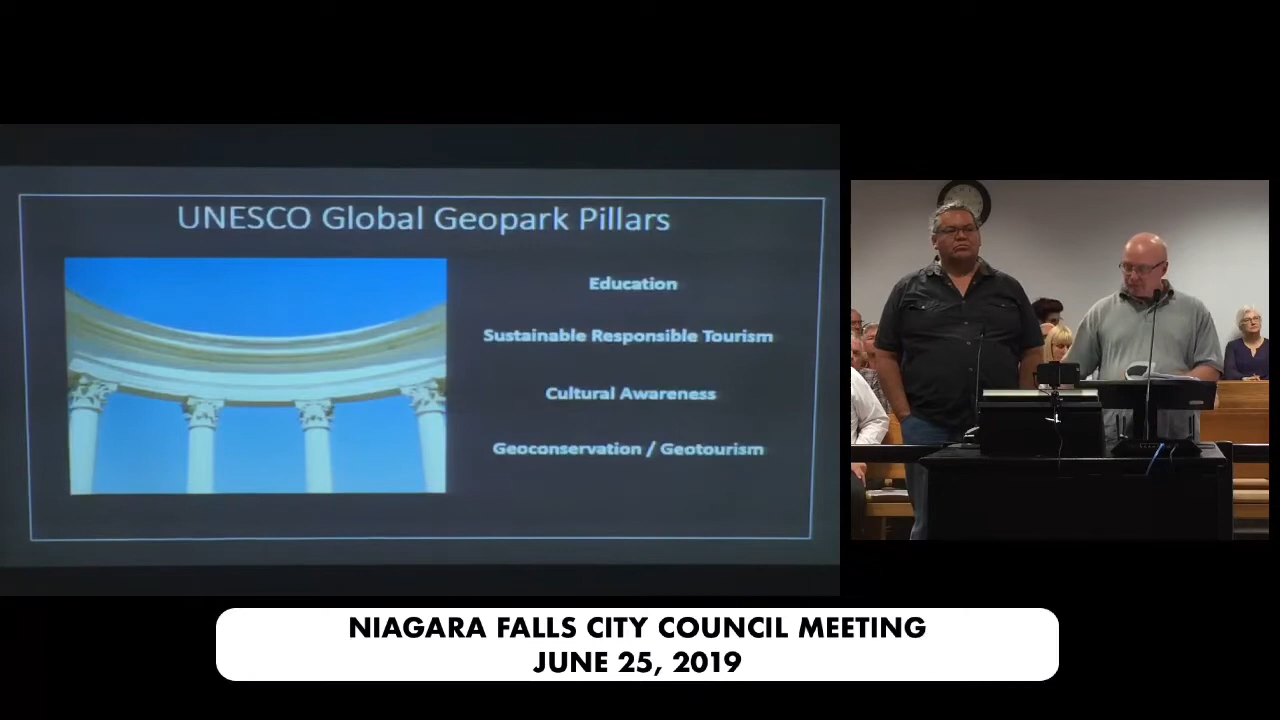 UNESCO Global Geopark Pillars
Education
Sustainable Responsible Tourism
Cultural Awareness
Geoconservation / Geotourism
NIAGARA FALLS CITY COUNCIL MEETING
JUNE 25, 2019